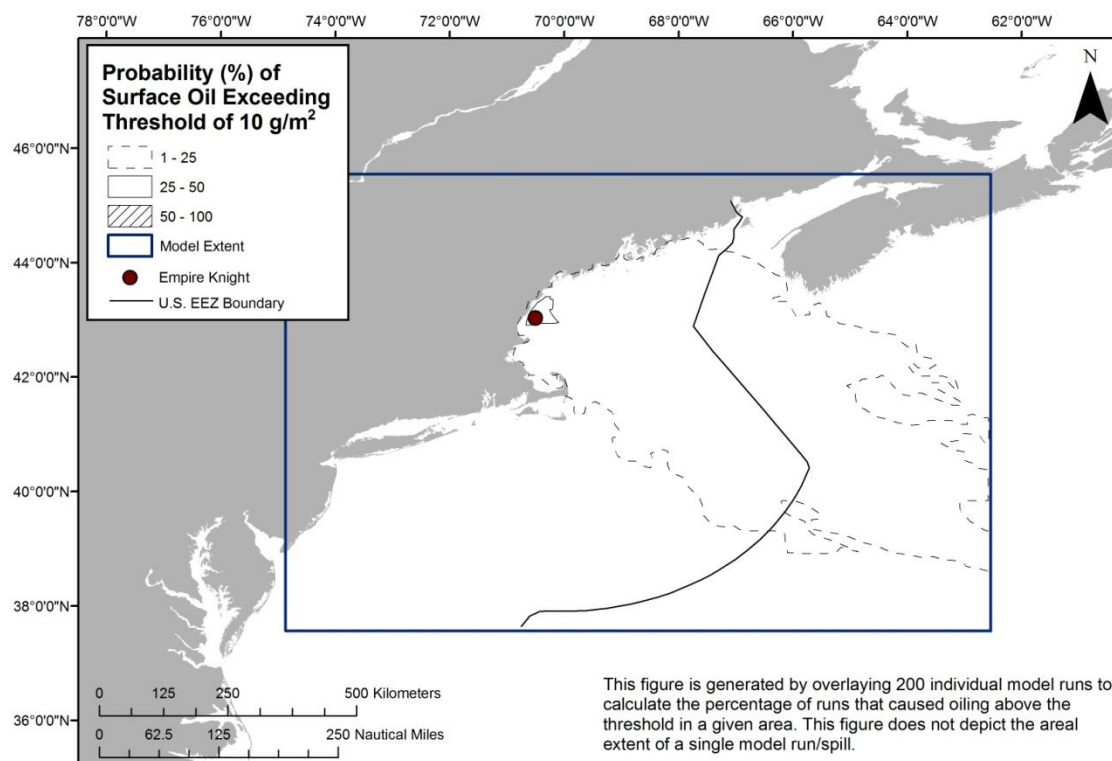 78°0'0"W 76°0'0"W 74°0'0"W 72°0'0"W 70°0'0"W 68°0'0"W 66°0'0"W 64°0'0"W 62°0'0"W
Probability (%) of
Surface Oil Exceeding
Threshold of 10 g/m²
1 - 25
25 - 50
50 - 100
Model Extent
Empire Knight
U.S. EEZ Boundary
N
46°0'0"N
44°0'0"N
42°0'0"N
40°0'0"N
38°0'0"N
36°0'0"N
0 125 250 500 Kilometers
0 62.5 125 250 Nautical Miles
This figure is generated by overlaying 200 individual model runs to
calculate the percentage of runs that caused oiling above the
threshold in a given area. This figure does not depict the areal
extent of a single model run/spill.